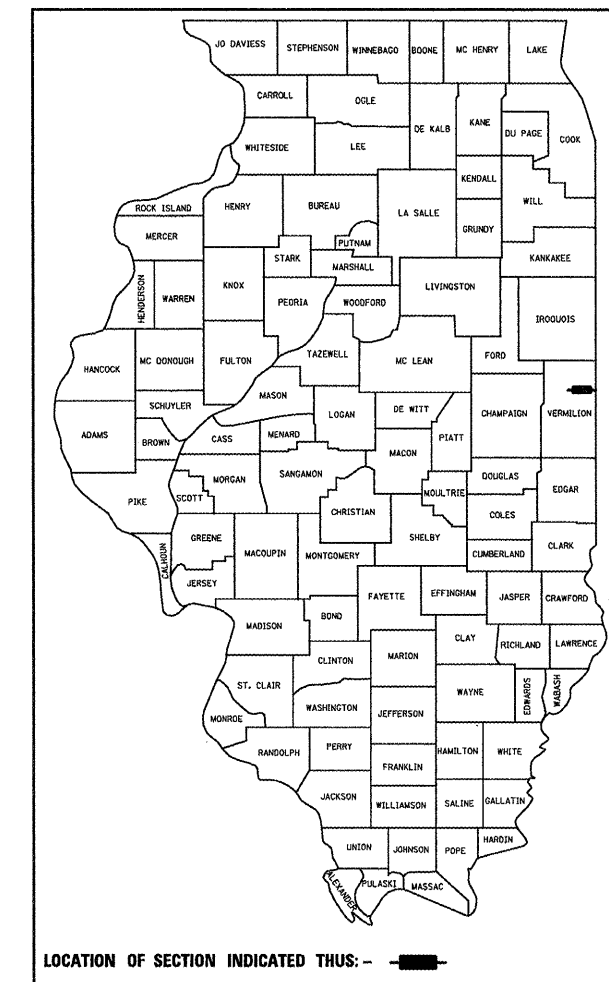 JO DAVIESS STEPHENSON WINNEBAGO BOONE MC HENRY LAKE
CARROLL OGLE DE KALB KANE DU PAGE COOK
WHITESIDE LEE KENDALL WILL
ROCK ISLAND HENRY BUREAU LA SALLE GRUNDY
MERCER PUTNAM KANKAKEE
STARK MARSHALL
HENDERSON WARREN KNOX PEORIA WOODFORD LIVINGSTON IROQUOIS
HANCOCK MC DONOUGH FULTON TAZEWELL MC LEAN FORD
SCHUYLER MASON LOGAN DE WITT CHAMPAIGN VERMILION
ADAMS BROWN CASS MENARD MACON PIATT
PIKE SCOTT MORGAN SANGAMON CHRISTIAN MOULTRIE DOUGLAS EDGAR
COLES
CALHOUN GREENE MACOUPIN MONTGOMERY SHELBY CUMBERLAND CLARK
JERSEY FAYETTE EFFINGHAM JASPER CRAWFORD
MADISON BOND CLAY RICHLAND LAWRENCE
CLINTON MARION
ST. CLAIR WASHINGTON JEFFERSON WAYNE EDWARDS WABASH
MONROE
RANDOLPH PERRY FRANKLIN HAMILTON WHITE
JACKSON WILLIAMSON SALINE GALLATIN
UNION JOHNSON POPE HARDIN
ALEXANDER PULASKI MASSAC
LOCATION OF SECTION INDICATED THUS: -